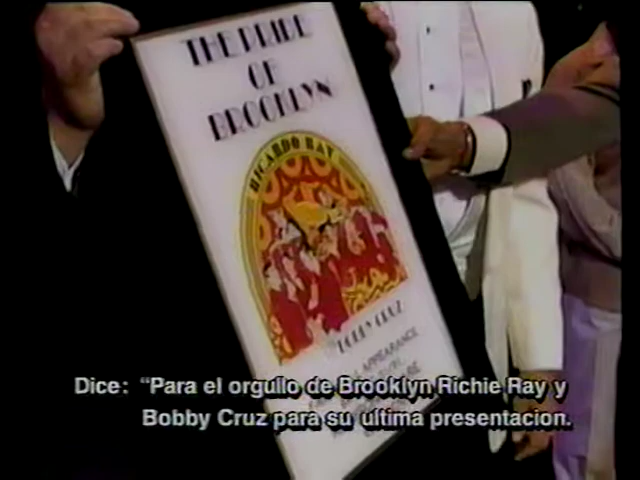 THE PRIDE
OF
BROOKLYN
RICARDO RAY
BOBBY CRUZ
APPEARANCE
Dice: “Para el orgullo de Brooklyn Richie Ray y
Bobby Cruz para su ultima presentacion.